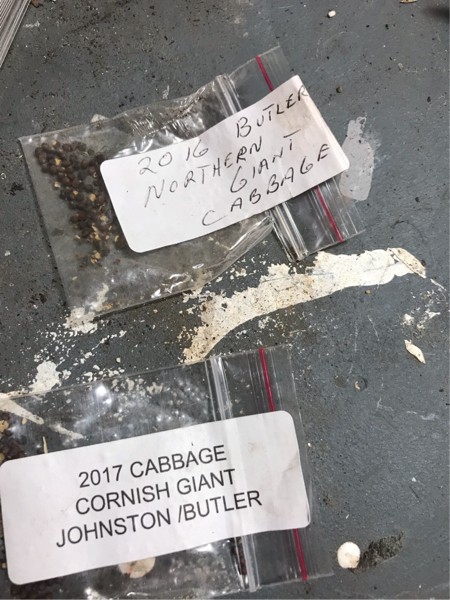 2016 BUTLER
NORTHERN
GIANT
CABBAGE
2017 CABBAGE
CORNISH GIANT
JOHNSTON /BUTLER